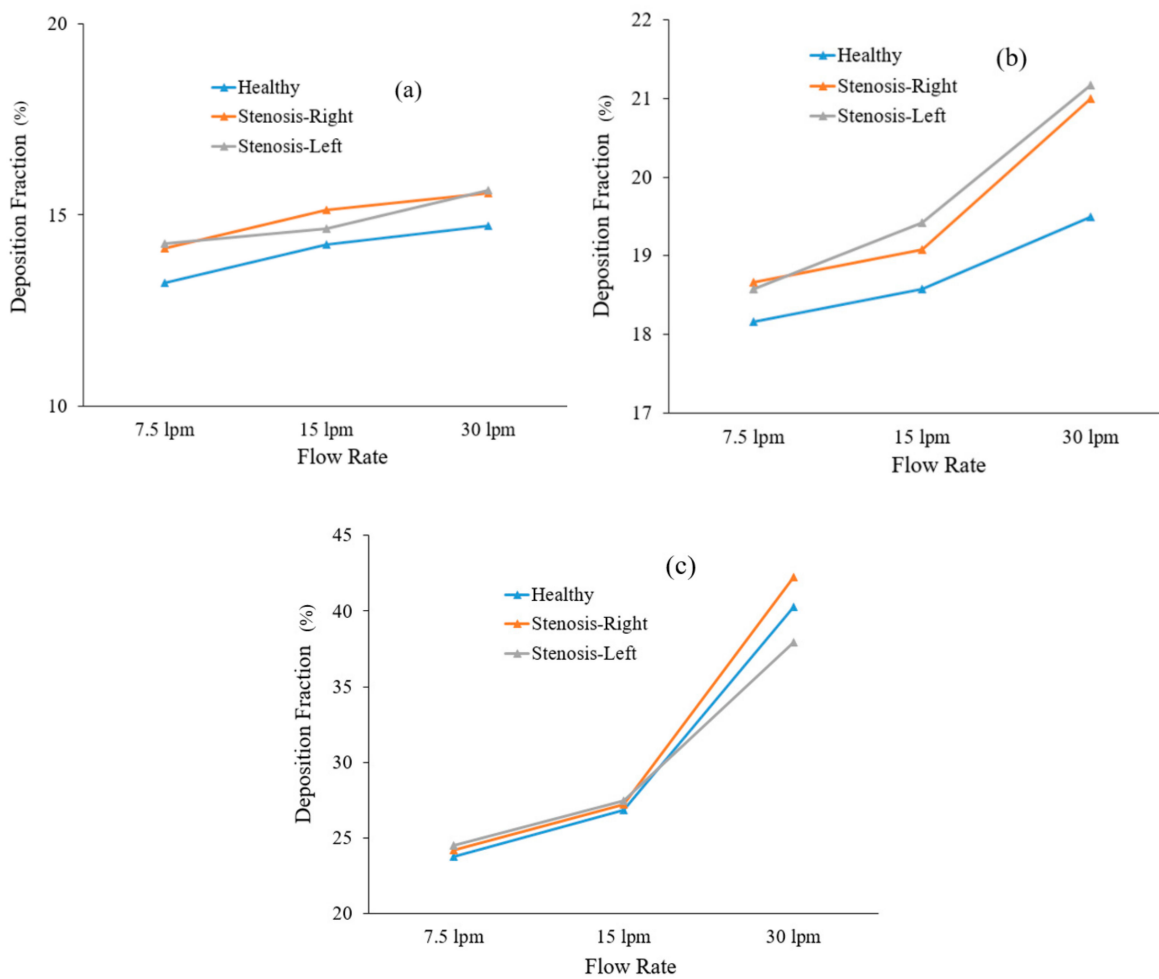 20
15
10
Deposition Fraction (%)
Healthy
Stenosis-Right
Stenosis-Left
(a)
7.5 lpm 15 lpm 30 lpm
Flow Rate
22
21
20
19
18
17
Deposition Fraction (%)
Healthy
Stenosis-Right
Stenosis-Left
(b)
7.5 lpm 15 lpm 30 lpm
Flow Rate
45
40
35
30
25
20
Deposition Fraction (%)
Healthy
Stenosis-Right
Stenosis-Left
(c)
7.5 lpm 15 lpm 30 lpm
Flow Rate